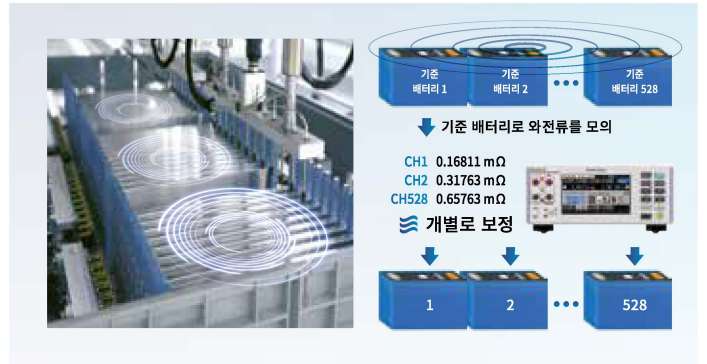 기준
배터리 1
기준
배터리 2
기준
배터리 528
기준 배터리로 와전류를 모의
CH1 0.16811 mΩ
CH2 0.31763 mΩ
CH528 0.65763 mΩ
개별로 보정
1
2
528